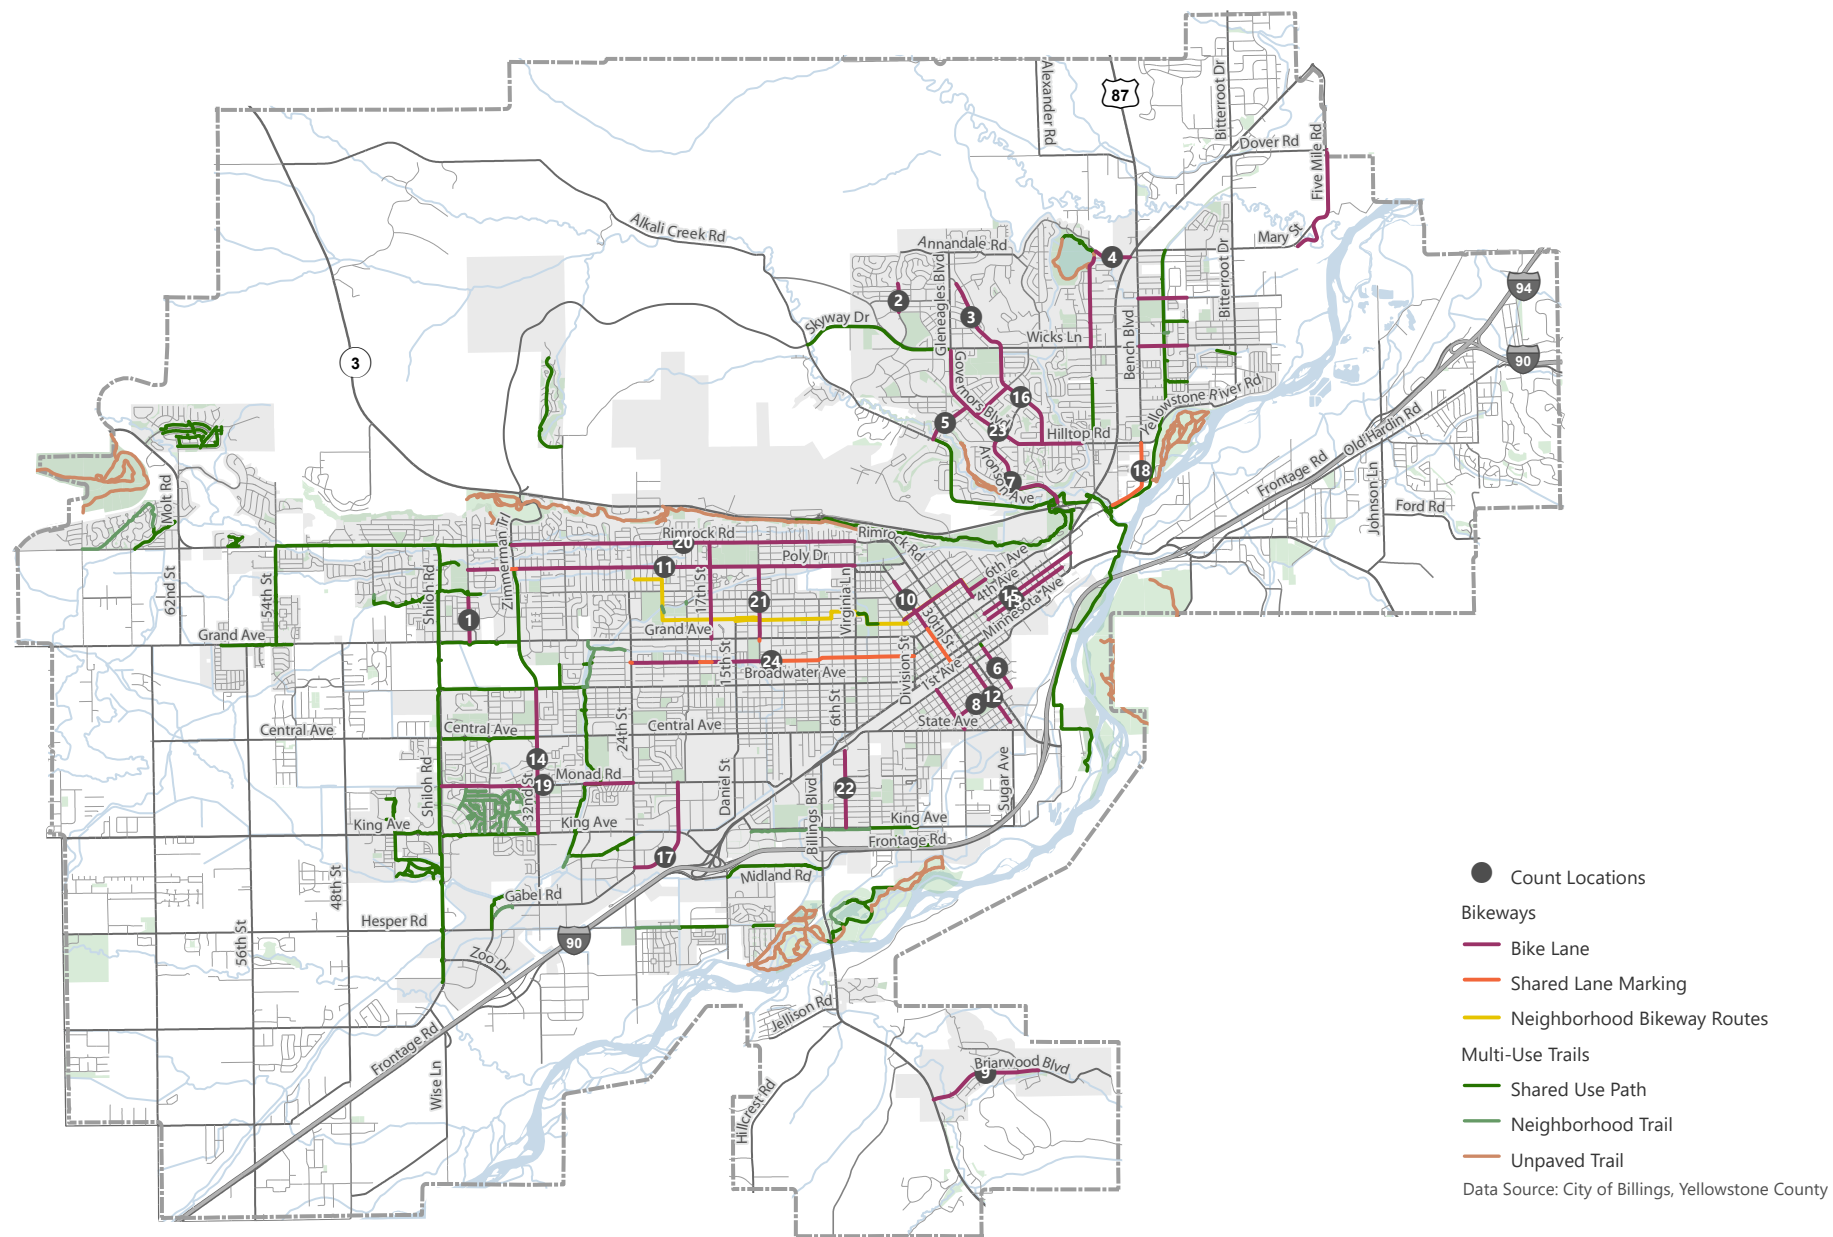 Alexander Rd
87
Bitterroot Dr
Dover Rd
Five Mile Rd
Alkali Creek Rd
Annandale Rd
Mary St
4
Bitterroot Dr
94
2
Gleneagles Blvd
3
Skyway Dr
Wicks Ln
Bench Blvd
3
90
Governors Blvd
16
Yellowstone River Rd
5
23
Hilltop Rd
Old Hardin Rd
Aronson Ave
7
18
Frontage Rd
Molt Rd
Johnson Ln
Ford Rd
Zimmerman Trl
Rimrock Rd
20
Rimrock Rd
Poly Dr
6th Ave
4th Ave
11
62nd St
54th St
Shiloh Rd
17th St
21
Virginia Ln
10
15
13
Minnesota Ave
1
30th St
Grand Ave
Grand Ave
24
Broadwater Ave
15th St
Division St
1st Ave
6
12
8
State Ave
6th St
24th St
Central Ave
Central Ave
Central Ave
14
19
Monad Rd
Shiloh Rd
32nd St
Daniel St
Billings Blvd
22
Sugar Ave
King Ave
King Ave
King Ave
Frontage Rd
17
Midland Rd
48th St
Gabel Rd
Hesper Rd
56th St
90
Zoo Dr
Jellison Rd
Frontage Rd
Wise Ln
Hillcrest Rd
Briarwood Blvd
9
Count Locations
Bikeways
Bike Lane
Shared Lane Marking
Neighborhood Bikeway Routes
Multi-Use Trails
Shared Use Path
Neighborhood Trail
Unpaved Trail
Data Source: City of Billings, Yellowstone County